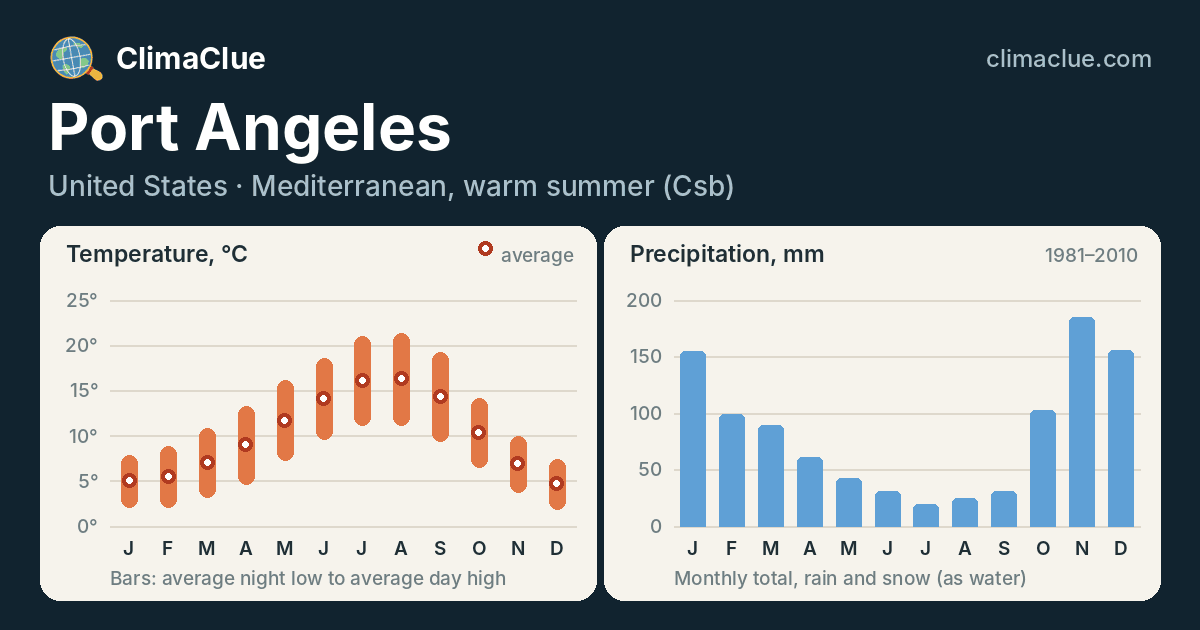 ClimaClue
climaclue.com
Port Angeles
United States · Mediterranean, warm summer (Csb)
Temperature, °C
average
25°
20°
15°
10°
5°
0°
J F M A M J J A S O N D
Bars: average night low to average day high
Precipitation, mm
1981–2010
200
150
100
50
0
J F M A M J J A S O N D
Monthly total, rain and snow (as water)